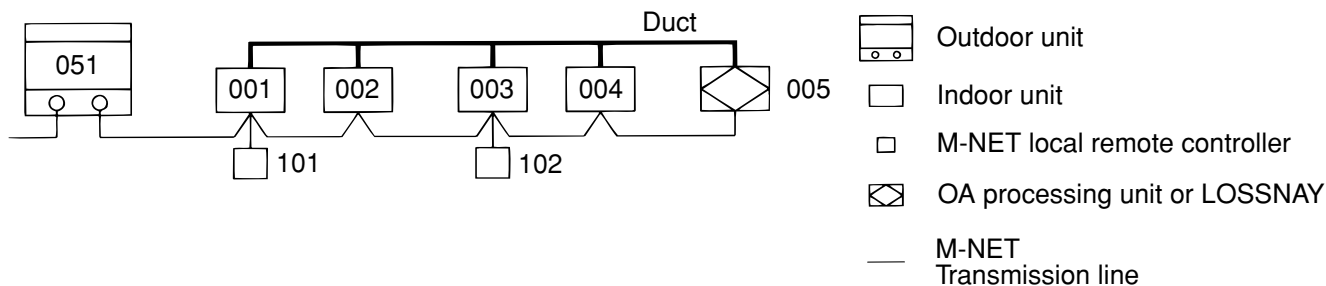 Duct
051
001
002
003
004
005
101
102
Outdoor unit
Indoor unit
M-NET local remote controller
OA processing unit or LOSSNAY
M-NET
Transmission line